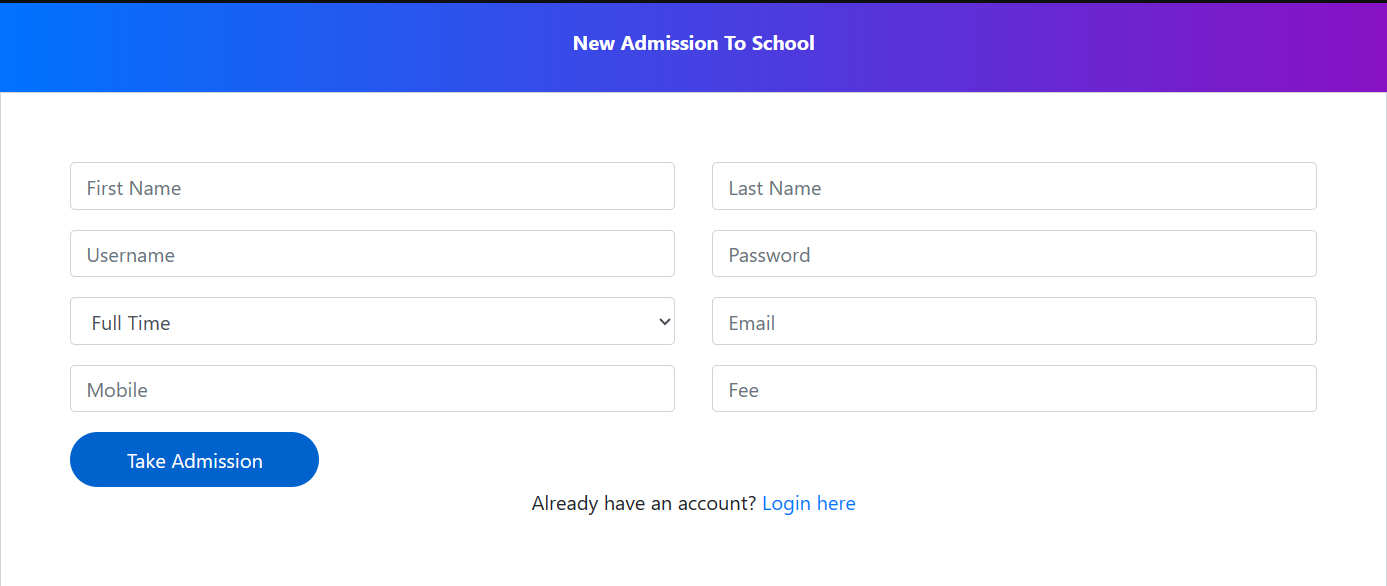 New Admission To School
First Name
Last Name
Username
Password
Full Time
Email
Mobile
Fee
Take Admission
Already have an account? Login here